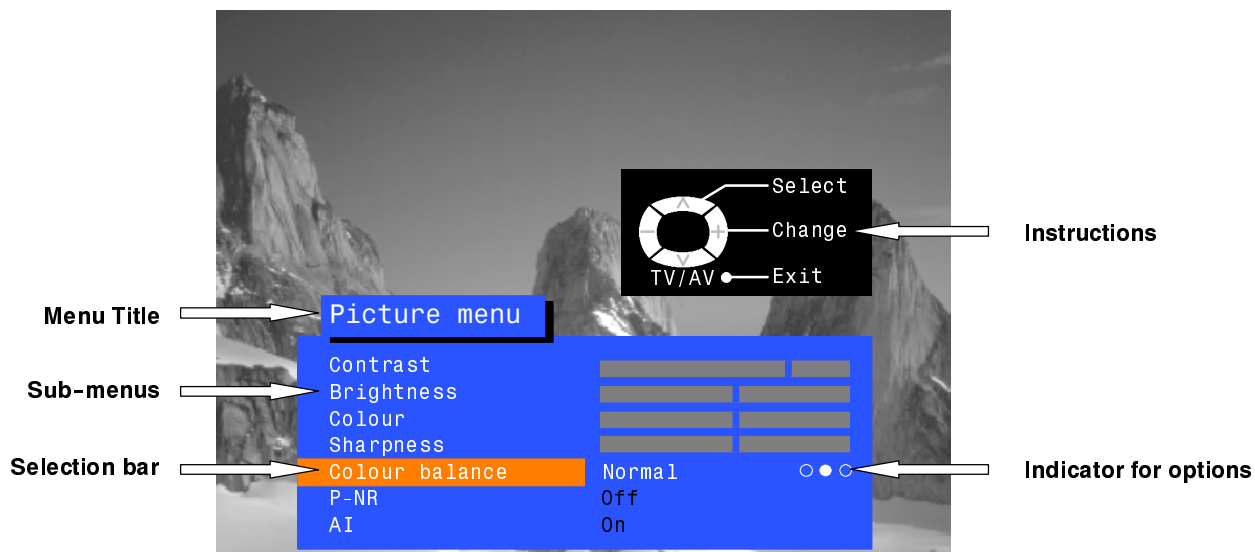 Select
Change
Instructions
TV/AV Exit
Menu Title
Picture menu
Contrast
Sub-menus
Brightness
Colour
Sharpness
Selection bar
Colour balance Normal
Indicator for options
P-NR Off
AI On